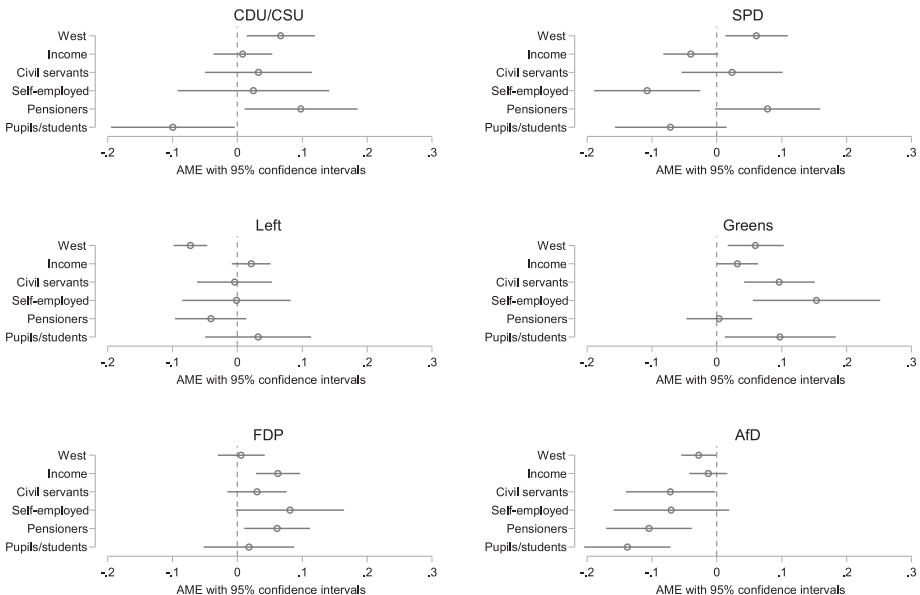 CDU/CSU
West
Income
Civil servants
Self-employed
Pensioners
Pupils/students
-.2 -.1 0 .1 .2 .3
AME with 95% confidence intervals
SPD
West
Income
Civil servants
Self-employed
Pensioners
Pupils/students
-.2 -.1 0 .1 .2 .3
AME with 95% confidence intervals
Left
West
Income
Civil servants
Self-employed
Pensioners
Pupils/students
-.2 -.1 0 .1 .2 .3
AME with 95% confidence intervals
Greens
West
Income
Civil servants
Self-employed
Pensioners
Pupils/students
-.2 -.1 0 .1 .2 .3
AME with 95% confidence intervals
FDP
West
Income
Civil servants
Self-employed
Pensioners
Pupils/students
-.2 -.1 0 .1 .2 .3
AME with 95% confidence intervals
AfD
West
Income
Civil servants
Self-employed
Pensioners
Pupils/students
-.2 -.1 0 .1 .2 .3
AME with 95% confidence intervals